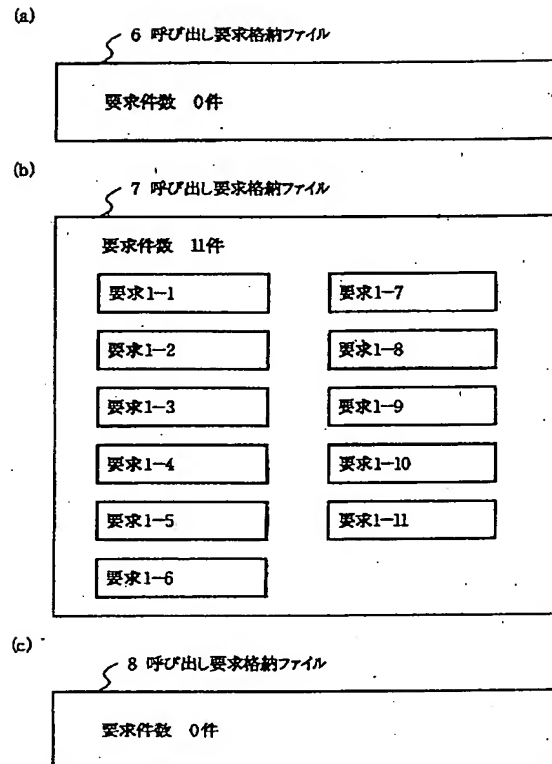 (a)
6 呼び出し要求格納ファイル
要求件数 0件
(b)
7 呼び出し要求格納ファイル
要求件数 11件
要求1-1
要求1-2
要求1-3
要求1-4
要求1-5
要求1-6
要求1-7
要求1-8
要求1-9
要求1-10
要求1-11
(c)
8 呼び出し要求格納ファイル
要求件数 0件